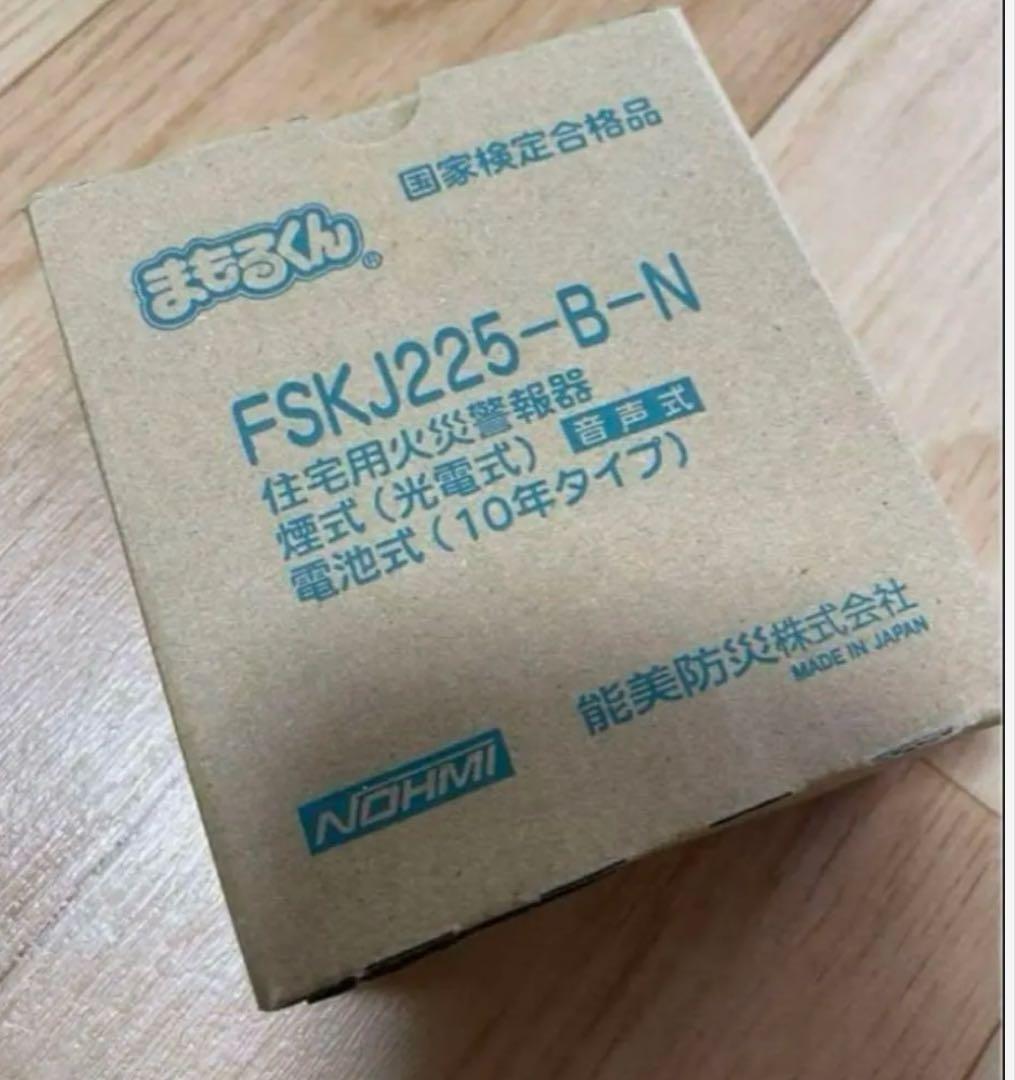 国家検定合格品
まもるくん®
FSKJ225-B-N
住宅用火災警報器
煙式(光電式) 音声式
電池式(10年タイプ)
能美防災株式会社
MADE IN JAPAN
NOHMI